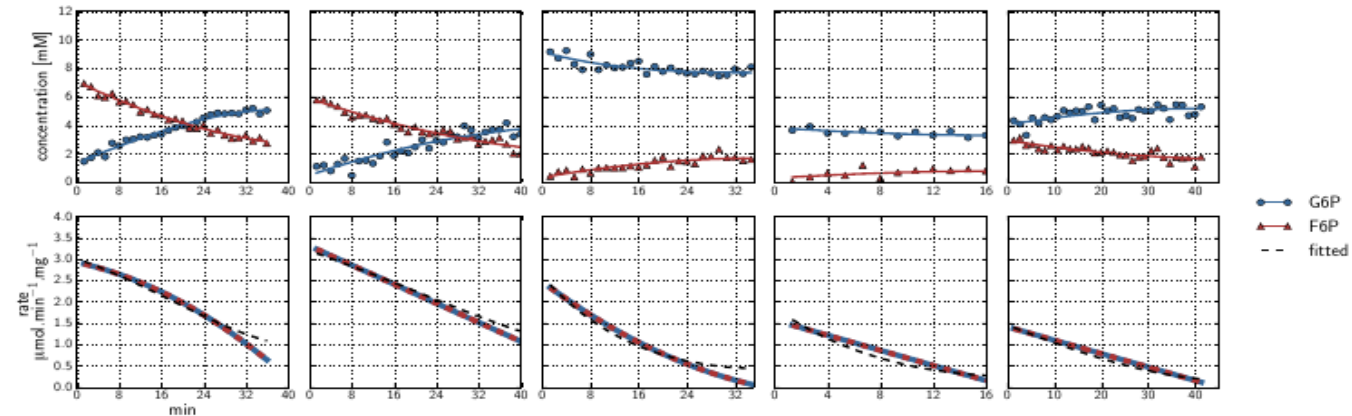 concentration [mM]
12
10
8
6
4
2
0
0 8 16 24 32 40
0 8 16 24 32 40
0 8 16 24 32
0 4 8 12 16
0 10 20 30 40
rate
μmol.min⁻¹.mg⁻¹
4.0
3.5
3.0
2.5
2.0
1.5
1.0
0.5
0.0
0 8 16 24 32 40
0 8 16 24 32 40
0 8 16 24 32
0 4 8 12 16
0 10 20 30 40
min
G6P
F6P
fitted